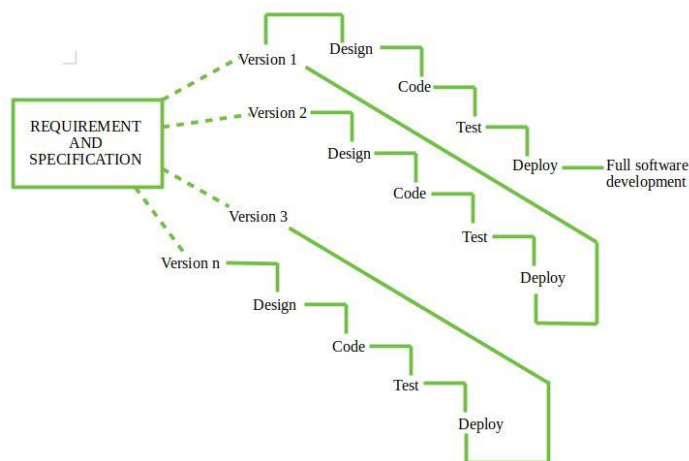 REQUIREMENT
AND
SPECIFICATION
Version 1
Design
Code
Test
Deploy
Full software
development
Version 2
Design
Code
Test
Deploy
Version 3
Version n
Design
Code
Test
Deploy